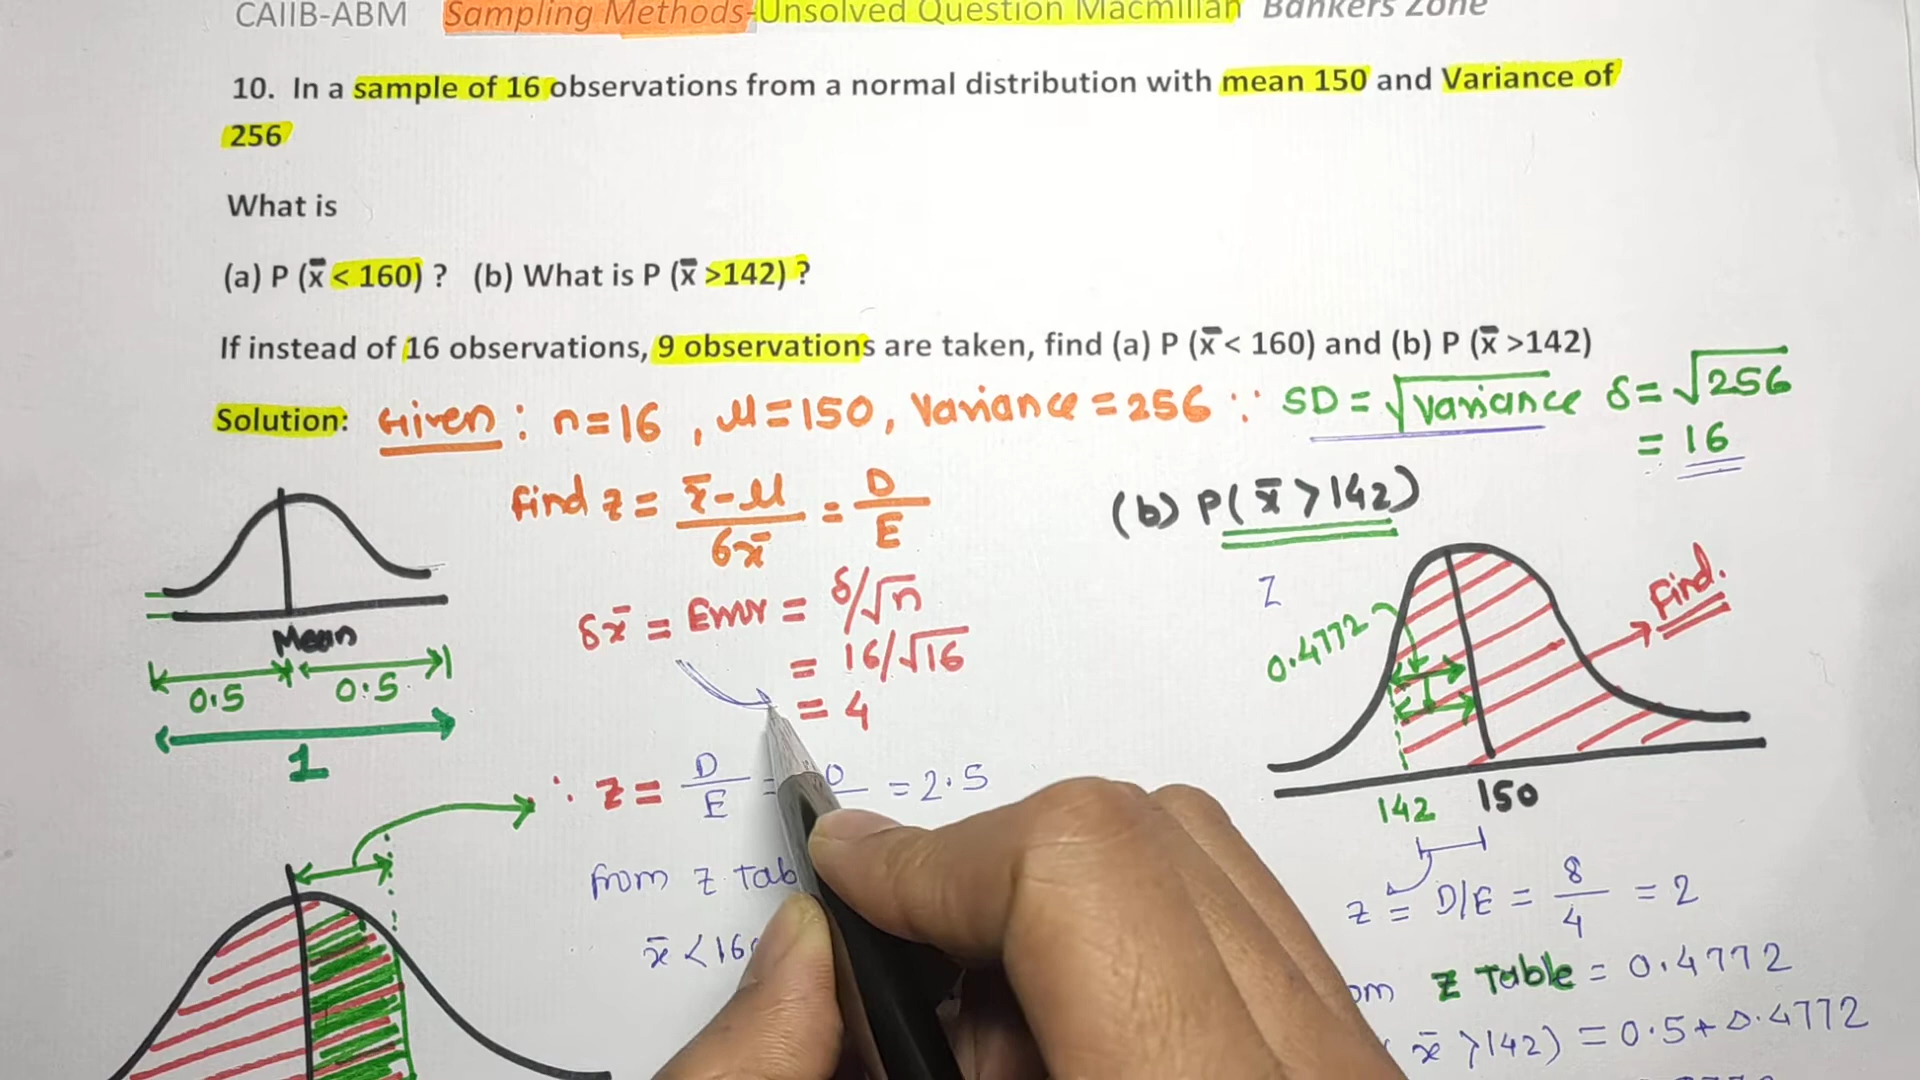 CAIIB-ABM Sampling Methods-Unsolved Question Macmillan Bankers Zone
10. In a sample of 16 observations from a normal distribution with mean 150 and Variance of
256
What is
(a) P (x̄ < 160) ? (b) What is P (x̄ >142) ?
If instead of 16 observations, 9 observations are taken, find (a) P (x̄ < 160) and (b) P (x̄ >142)
Solution: Given : n=16 , μ=150, Variance = 256 ∵ SD = √variance δ= √256
= 16
Find z = x̄-μ / 6x̄ = D/E
δx̄ = Error = δ/√n
= 16/√16
= 4
Mean
0.5 0.5
1
∴ z = D/E = 0 = 2.5
from z tab
x̄ < 16
(b) P( x̄ > 142)
Z
0.4772
Find.
142 150
z = D/E = 8/4 = 2
om Z Table = 0.4772
x̄ >142) = 0.5+0.4772